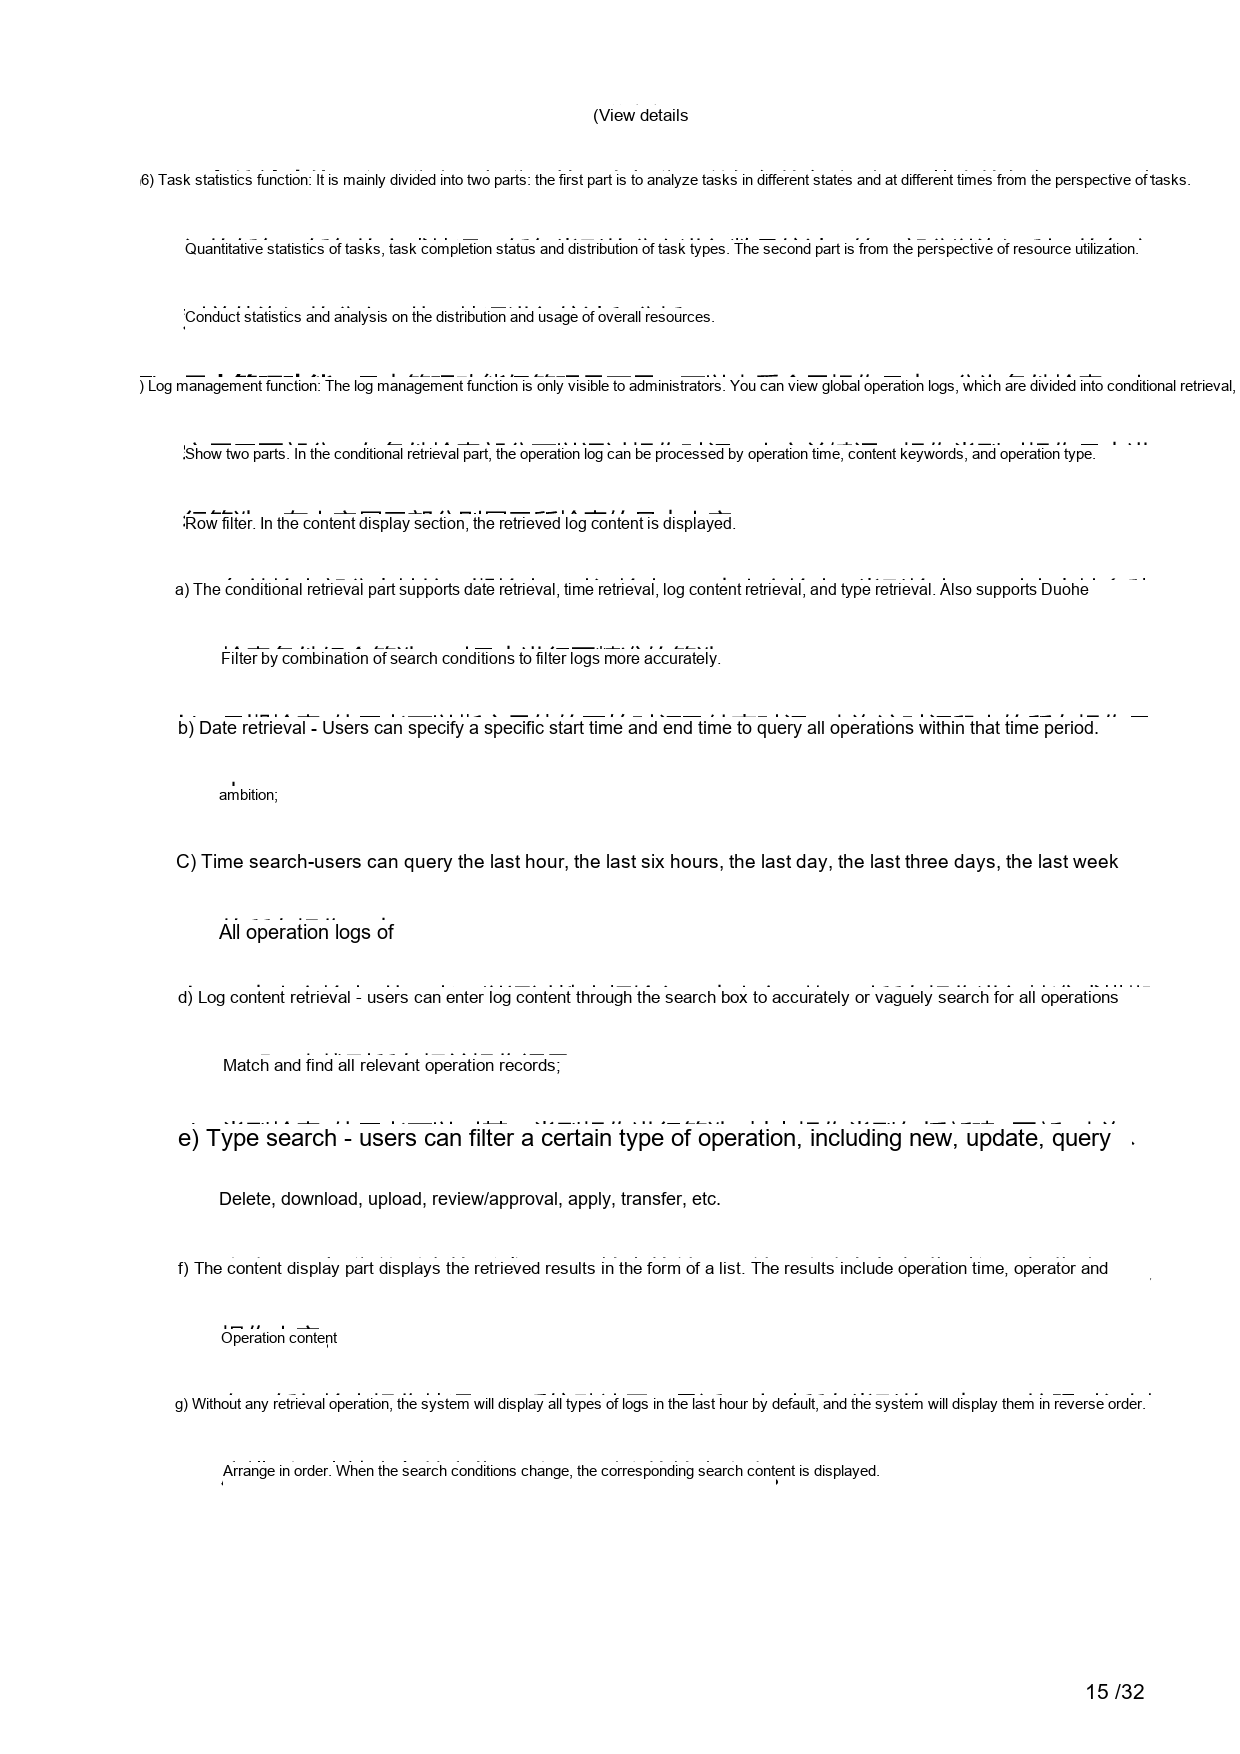 (View details
6) Task statistics function: It is mainly divided into two parts: the first part is to analyze tasks in different states and at different times from the perspective of tasks.
Quantitative statistics of tasks, task completion status and distribution of task types. The second part is from the perspective of resource utilization.
Conduct statistics and analysis on the distribution and usage of overall resources.
) Log management function: The log management function is only visible to administrators. You can view global operation logs, which are divided into conditional retrieval,
Show two parts. In the conditional retrieval part, the operation log can be processed by operation time, content keywords, and operation type.
Row filter. In the content display section, the retrieved log content is displayed.
a) The conditional retrieval part supports date retrieval, time retrieval, log content retrieval, and type retrieval. Also supports Duohe
Filter by combination of search conditions to filter logs more accurately.
b) Date retrieval - Users can specify a specific start time and end time to query all operations within that time period.
ambition;
C) Time search-users can query the last hour, the last six hours, the last day, the last three days, the last week
All operation logs of
d) Log content retrieval - users can enter log content through the search box to accurately or vaguely search for all operations
Match and find all relevant operation records;
e) Type search - users can filter a certain type of operation, including new, update, query
Delete, download, upload, review/approval, apply, transfer, etc.
f) The content display part displays the retrieved results in the form of a list. The results include operation time, operator and
Operation content
g) Without any retrieval operation, the system will display all types of logs in the last hour by default, and the system will display them in reverse order.
Arrange in order. When the search conditions change, the corresponding search content is displayed.
15 /32